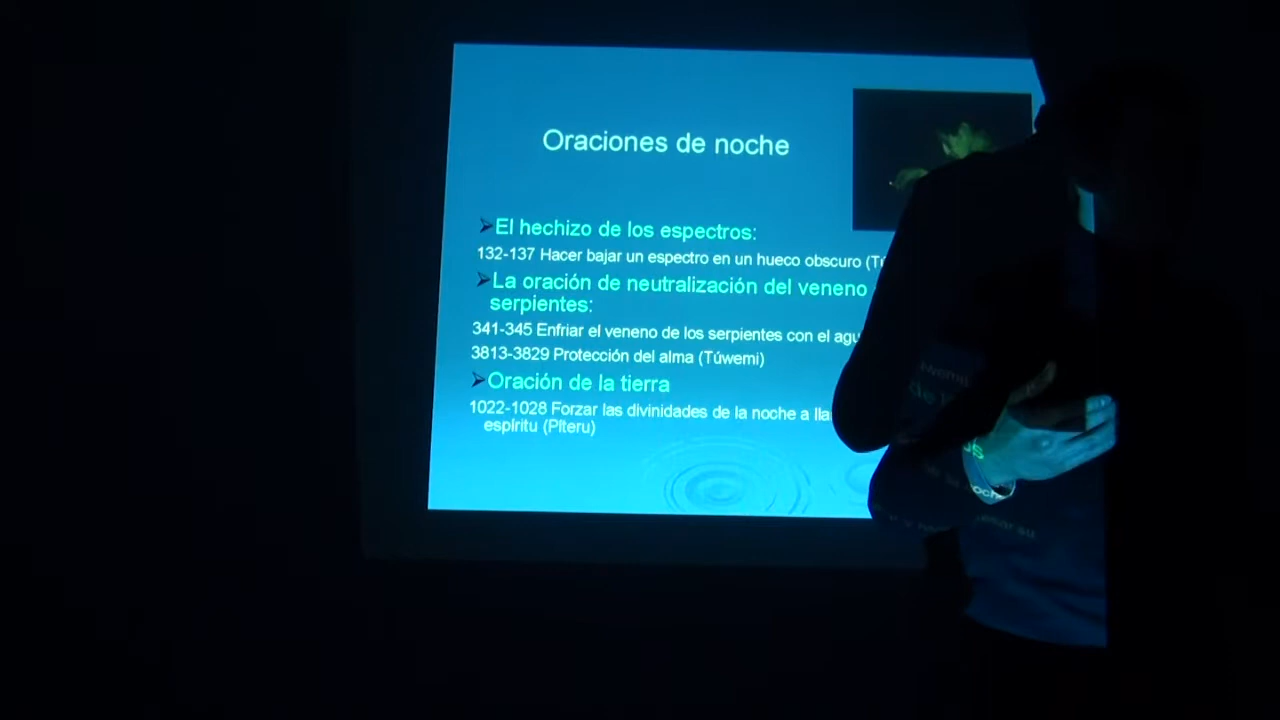 Oraciones de noche
El hechizo de los espectros:
132-137 Hacer bajar un espectro en un hueco obscuro
La oración de neutralización del veneno
serpientes:
341-345 Enfriar el veneno de los serpientes con el
3813-3829 Protección del alma (Túwemi)
Oración de la tierra
1022-1028 Forzar las divinidades de la noche a
espíritu (PIteru)